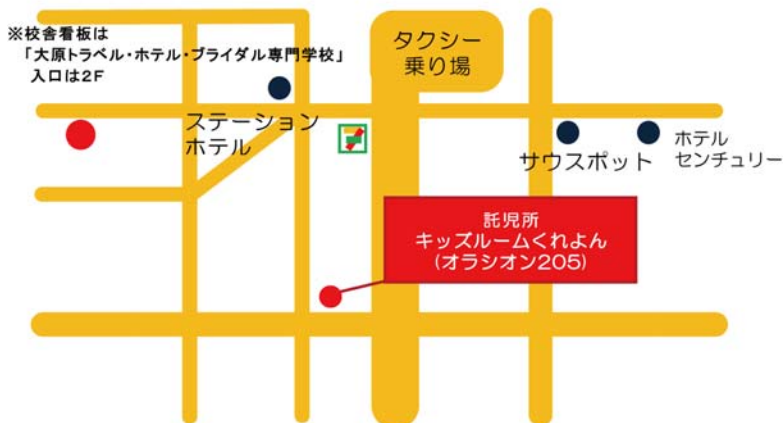 ※校舎看板は
「大原トラベル・ホテル・ブライダル専門学校」
入口は2F
タクシー
乗り場
ステーション
ホテル
サウスポット
ホテル
センチュリー
託児所
キッズルームくれよん
(オラシオン205)